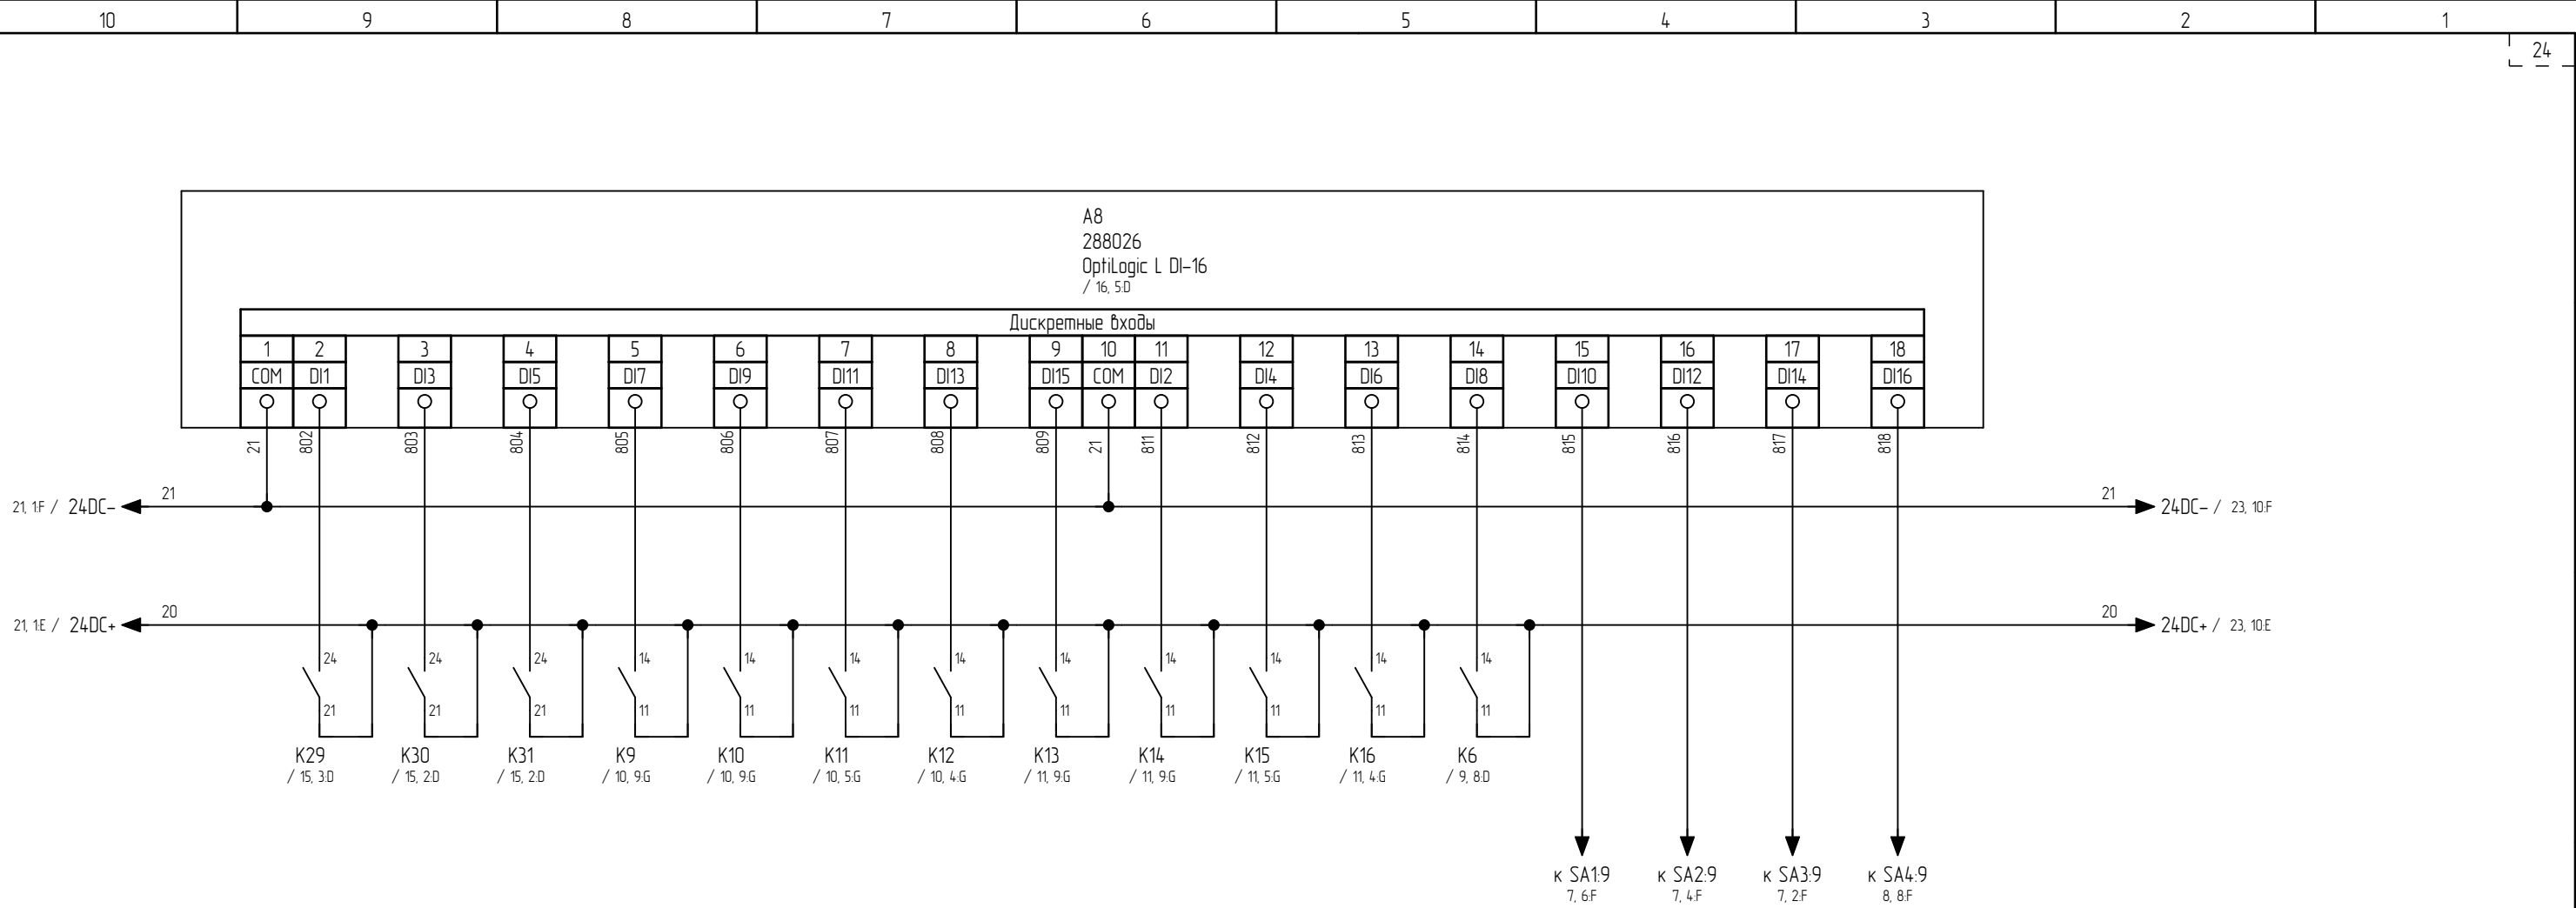 10 9 8 7 6 5 4 3 2 1
24
A8
288026
OptiLogic L DI-16
/ 16, 5:D
Дискретные входы
1 2 3 4 5 6 7 8 9 10 11 12 13 14 15 16 17 18
COM DI1 DI3 DI5 DI7 DI9 DI11 DI13 DI15 COM DI2 DI4 DI6 DI8 DI10 DI12 DI14 DI16
21 802 803 804 805 806 807 808 809 21 811 812 813 814 815 816 817 818
21 21
21, 1:F / 24DC- 24DC- / 23, 10:F
20 20
21, 1:E / 24DC+ 24DC+ / 23, 10:E
24 24 24 14 14 14 14 14 14 14 14 14
21 21 21 11 11 11 11 11 11 11 11 11
K29 K30 K31 K9 K10 K11 K12 K13 K14 K15 K16 K6
/ 15, 3:D / 15, 2:D / 15, 2:D / 10, 9:G / 10, 9:G / 10, 5:G / 10, 4:G / 11, 9:G / 11, 9:G / 11, 5:G / 11, 4:G / 9, 8:D
к SA1:9 к SA2:9 к SA3:9 к SA4:9
7, 6:F 7, 4:F 7, 2:F 8, 8:F